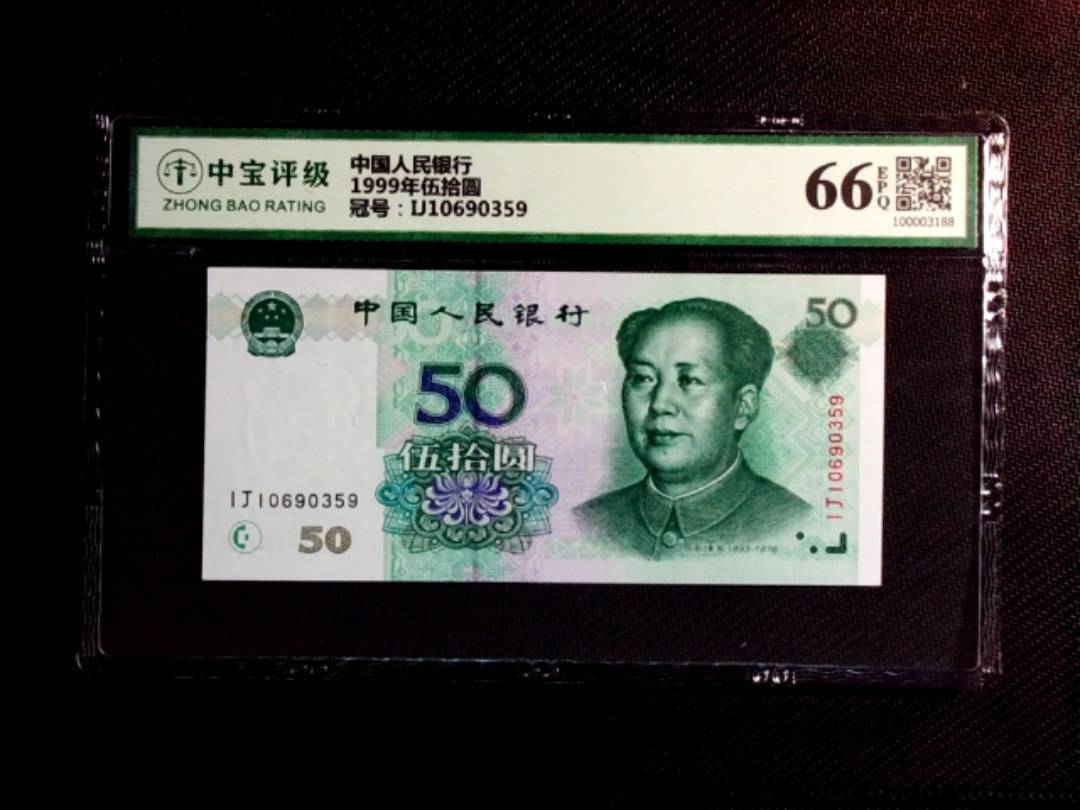 中宝评级
ZHONG BAO RATING
中国人民银行
1999年伍拾圆
冠号：IJ10690359
66
EPQ
100003188
中国人民银行
50
50
伍拾圆
IJ10690359
50
IJ10690359